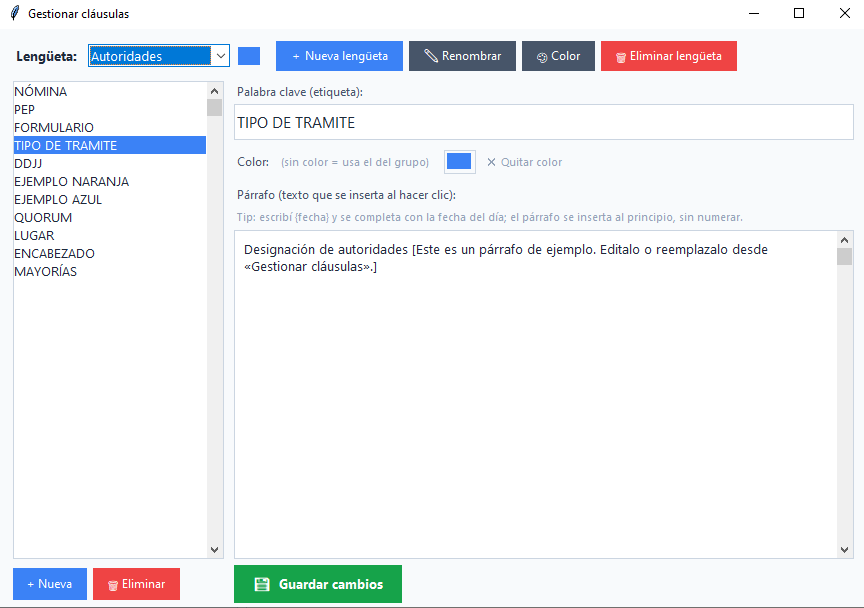 Gestionar cláusulas
Lengüeta: Autoridades + Nueva lengüeta Renombrar Color Eliminar lengüeta
NÓMINA
PEP
FORMULARIO
TIPO DE TRAMITE
DDJJ
EJEMPLO NARANJA
EJEMPLO AZUL
QUORUM
LUGAR
ENCABEZADO
MAYORÍAS
+ Nueva Eliminar
Palabra clave (etiqueta):
TIPO DE TRAMITE
Color: (sin color = usa el del grupo) ✕ Quitar color
Párrafo (texto que se inserta al hacer clic):
Tip: escribí {fecha} y se completa con la fecha del día; el párrafo se inserta al principio, sin numerar.
Designación de autoridades [Este es un párrafo de ejemplo. Editalo o reemplazalo desde
«Gestionar cláusulas».]
Guardar cambios